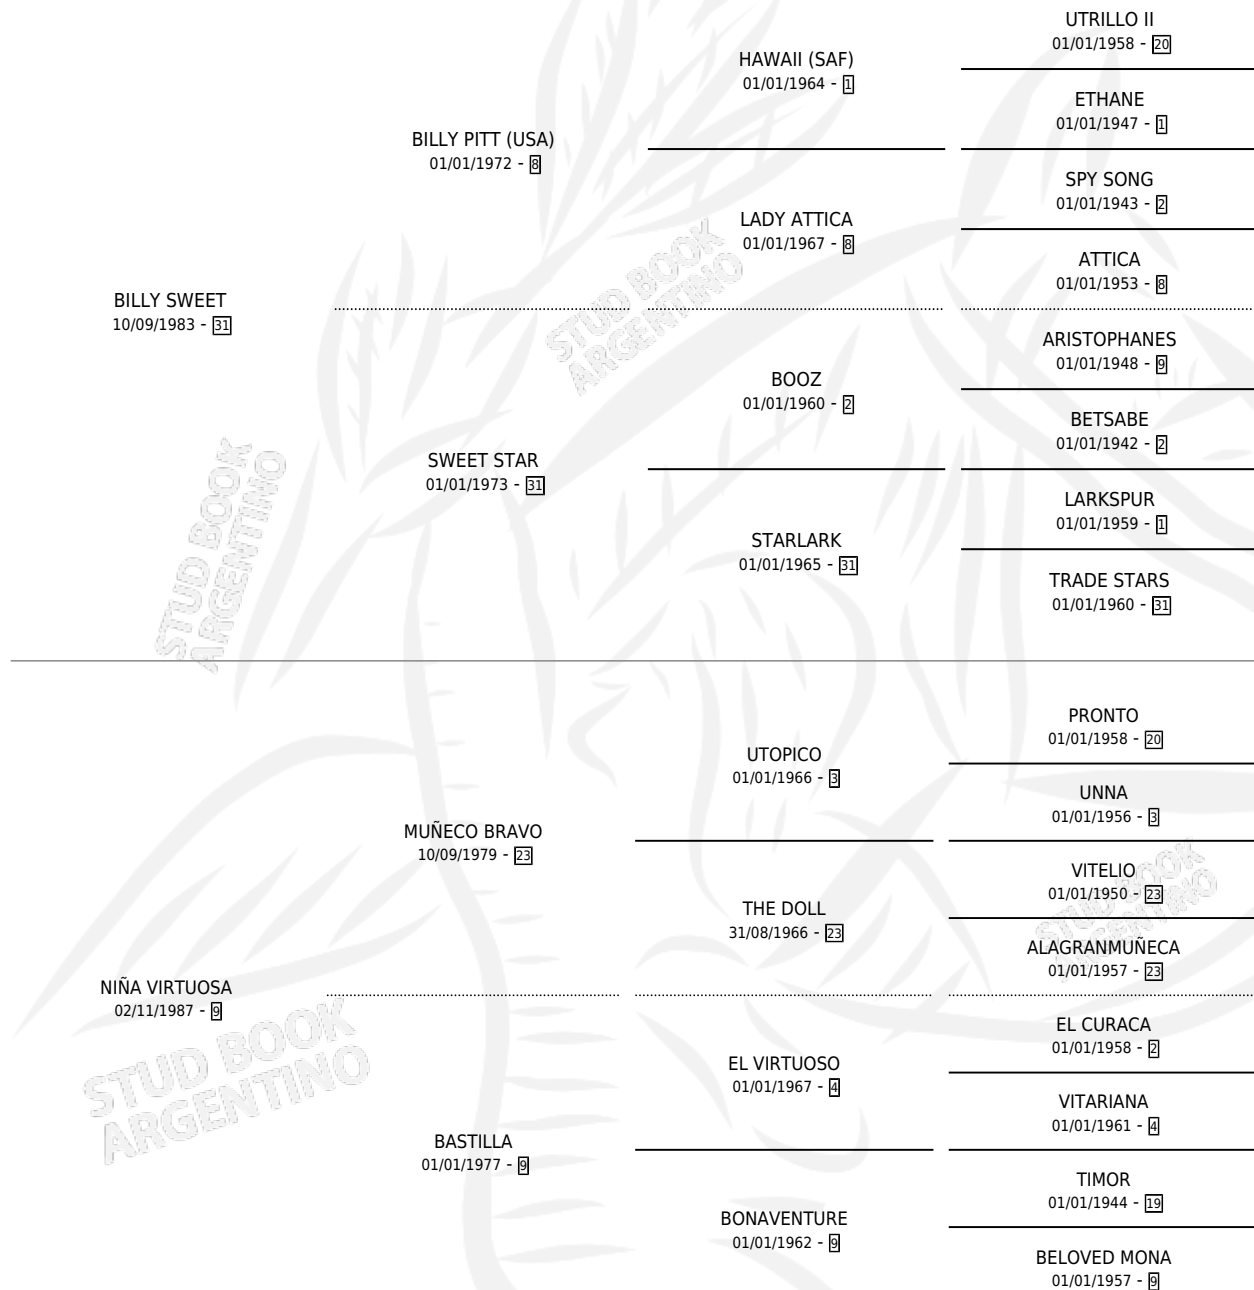 UTRILLO II
01/01/1958 - 20
HAWAII (SAF)
01/01/1964 - 1
ETHANE
01/01/1947 - 1
BILLY PITT (USA)
01/01/1972 - 8
SPY SONG
01/01/1943 - 2
LADY ATTICA
01/01/1967 - 8
ATTICA
01/01/1953 - 8
STUD BOOK
ARGENTINO
BILLY SWEET
10/09/1983 - 31
ARISTOPHANES
01/01/1948 - 9
BOOZ
01/01/1960 - 2
BETSABE
01/01/1942 - 2
SWEET STAR
01/01/1973 - 31
LARKSPUR
01/01/1959 - 1
STARLARK
01/01/1965 - 31
TRADE STARS
01/01/1960 - 31
STUD BOOK
ARGENTINO
PRONTO
01/01/1958 - 20
UTOPICO
01/01/1966 - 3
UNNA
01/01/1956 - 3
MUÑECO BRAVO
10/09/1979 - 23
VITELIO
01/01/1950 - 23
THE DOLL
31/08/1966 - 23
ALAGRANMUÑECA
01/01/1957 - 23
STUD BOOK
ARGENTINO
NIÑA VIRTUOSA
02/11/1987 - 9
EL CURACA
01/01/1958 - 2
EL VIRTUOSO
01/01/1967 - 4
VITARIANA
01/01/1961 - 4
STUD BOOK
ARGENTINO
BASTILLA
01/01/1977 - 9
TIMOR
01/01/1944 - 19
BONAVENTURE
01/01/1962 - 9
BELOVED MONA
01/01/1957 - 9